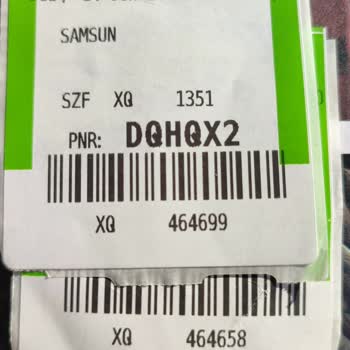 SAMSUN
SZF XQ 1351
PNR: DQHQX2
XQ 464699
XQ 464658